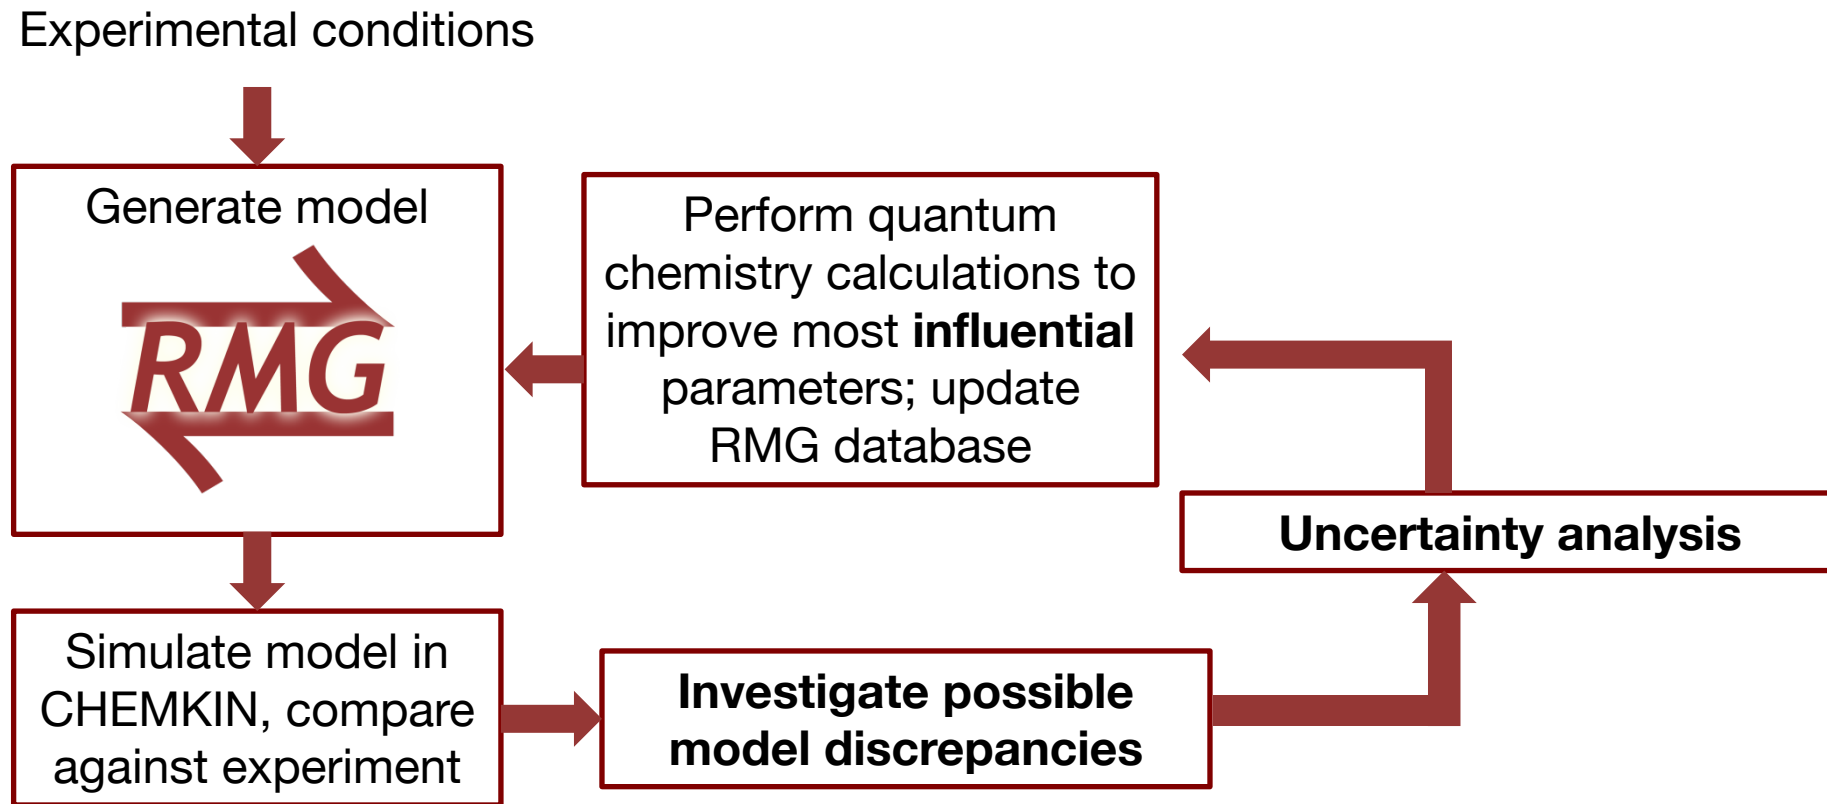 Experimental conditions
Generate model
RMG
Perform quantum
chemistry calculations to
improve most influential
parameters; update
RMG database
Uncertainty analysis
Simulate model in
CHEMKIN, compare
against experiment
Investigate possible
model discrepancies